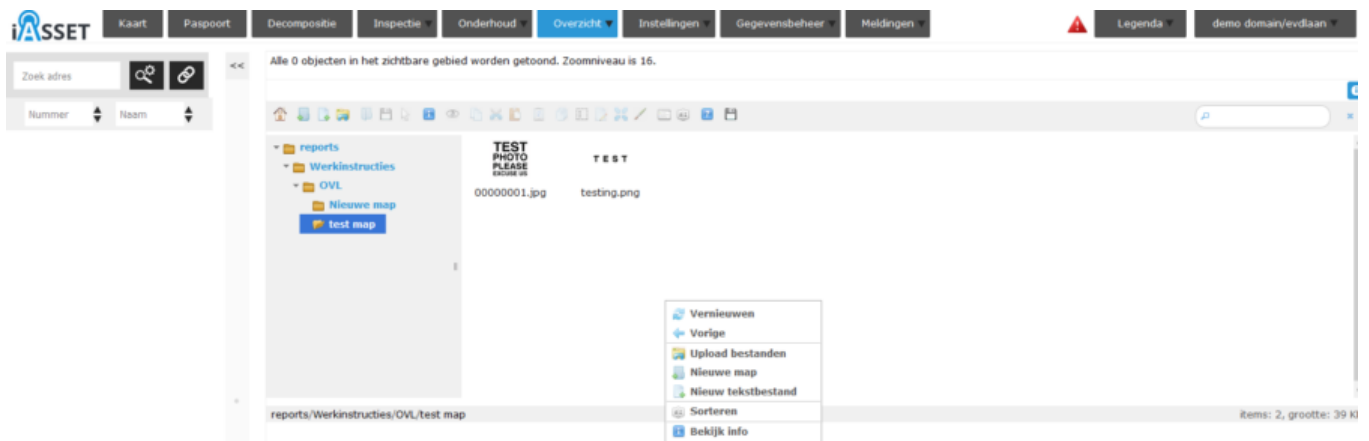 iASSET
Kaart Paspoort Decompositie Inspectie Onderhoud Overzicht Instellingen Gegevensbeheer Meldingen Legenda demo domain/evdlaan
Zoek adres << Alle 0 objecten in het zichtbare gebied worden getoond. Zoomniveau is 16.
Nummer Naam
reports
Werkinstructies
OVL
Nieuwe map
test map
TEST
PHOTO
PLEASE
EXCUSE US
00000001.jpg
TEST
testing.png
Vernieuwen
Vorige
Upload bestanden
Nieuwe map
Nieuw tekstbestand
Sorteren
Bekijk info
reports/Werkinstructies/OVL/test map items: 2, grootte: 39